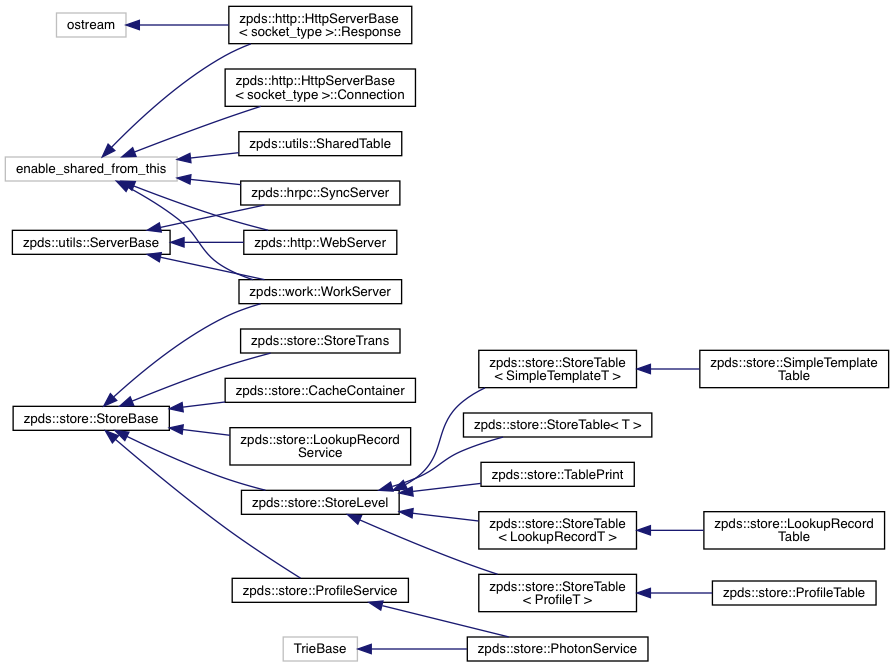 ostream
zpds::http::HttpServerBase
< socket_type >::Response
zpds::http::HttpServerBase
< socket_type >::Connection
enable_shared_from_this
zpds::utils::SharedTable
zpds::hrpc::SyncServer
zpds::utils::ServerBase
zpds::http::WebServer
zpds::work::WorkServer
zpds::store::StoreTrans
zpds::store::CacheContainer
zpds::store::StoreBase
zpds::store::LookupRecord
Service
zpds::store::StoreLevel
zpds::store::StoreTable
< SimpleTemplateT >
zpds::store::SimpleTemplate
Table
zpds::store::StoreTable< T >
zpds::store::TablePrint
zpds::store::StoreTable
< LookupRecordT >
zpds::store::LookupRecord
Table
zpds::store::StoreTable
< ProfileT >
zpds::store::ProfileTable
zpds::store::ProfileService
TrieBase
zpds::store::PhotonService